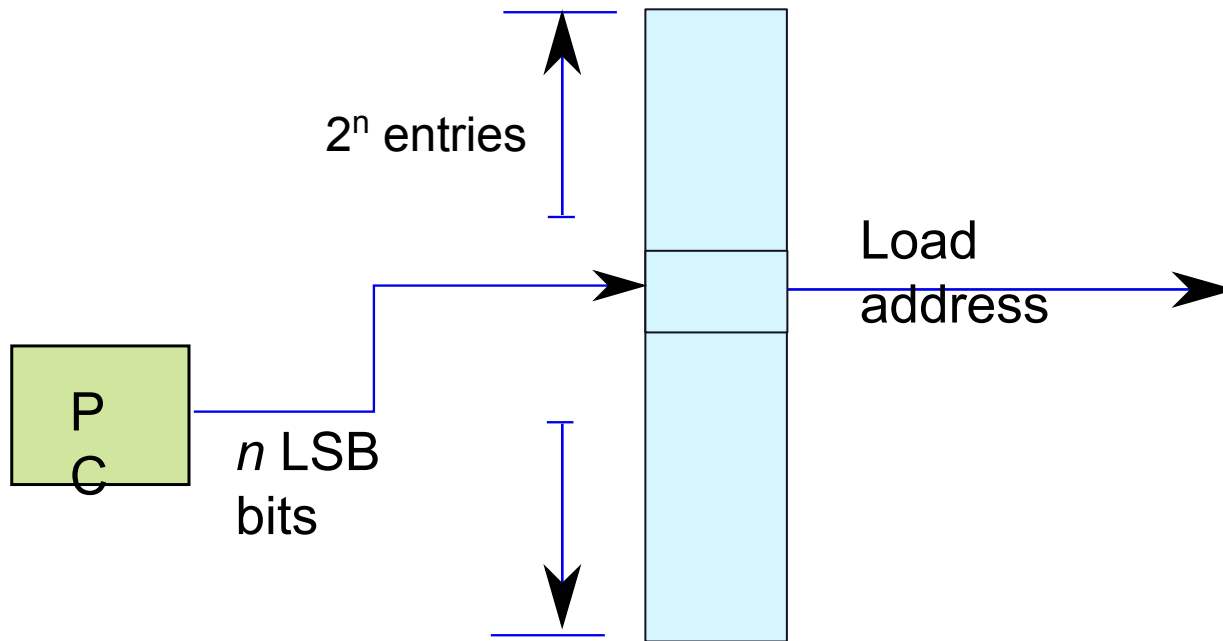 2ⁿ entries
Load
address
P
C
n LSB
bits